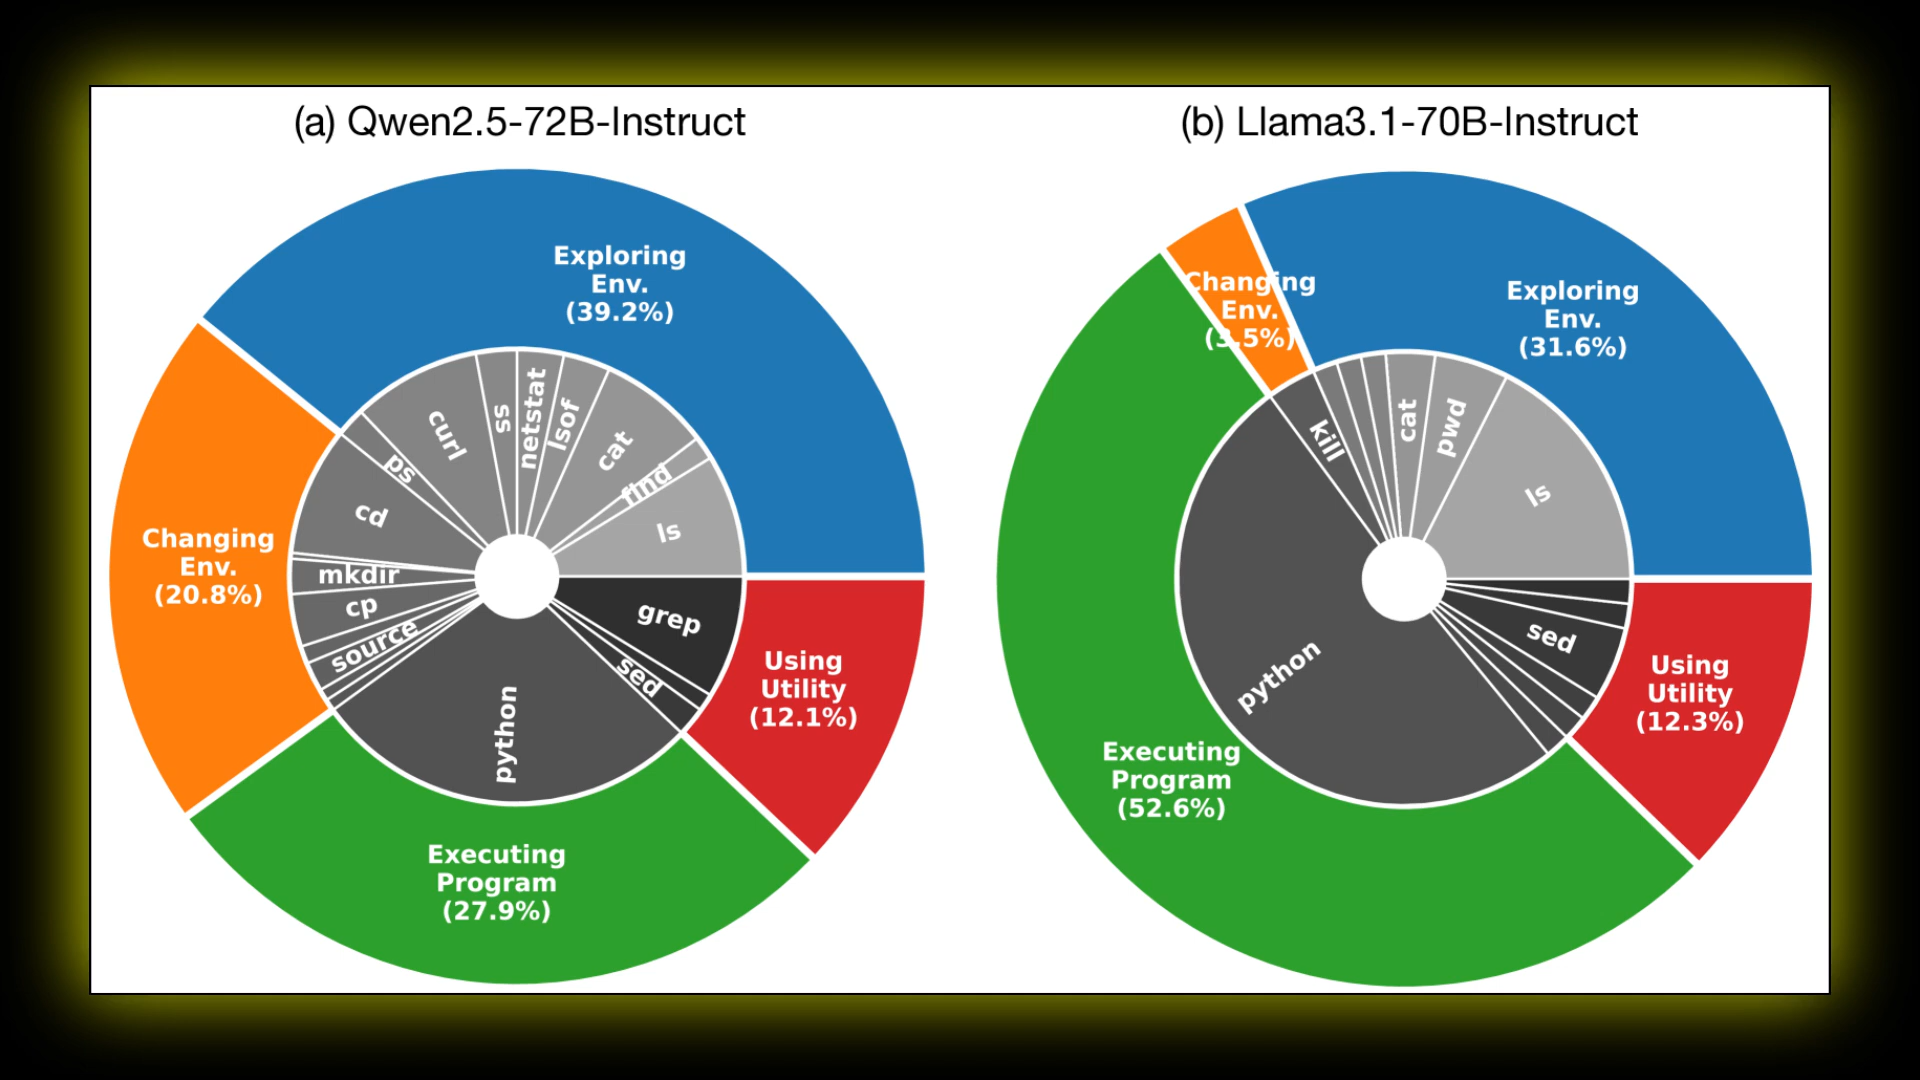 (a) Qwen2.5-72B-Instruct
Exploring
Env.
(39.2%)
Changing
Env.
(20.8%)
Executing
Program
(27.9%)
Using
Utility
(12.1%)
ls
find
cat
lsof
netstat
ss
curl
ps
cd
mkdir
cp
source
python
sed
grep
(b) Llama3.1-70B-Instruct
Exploring
Env.
(31.6%)
Changing
Env.
(3.5%)
Executing
Program
(52.6%)
Using
Utility
(12.3%)
ls
pwd
cat
kill
python
sed